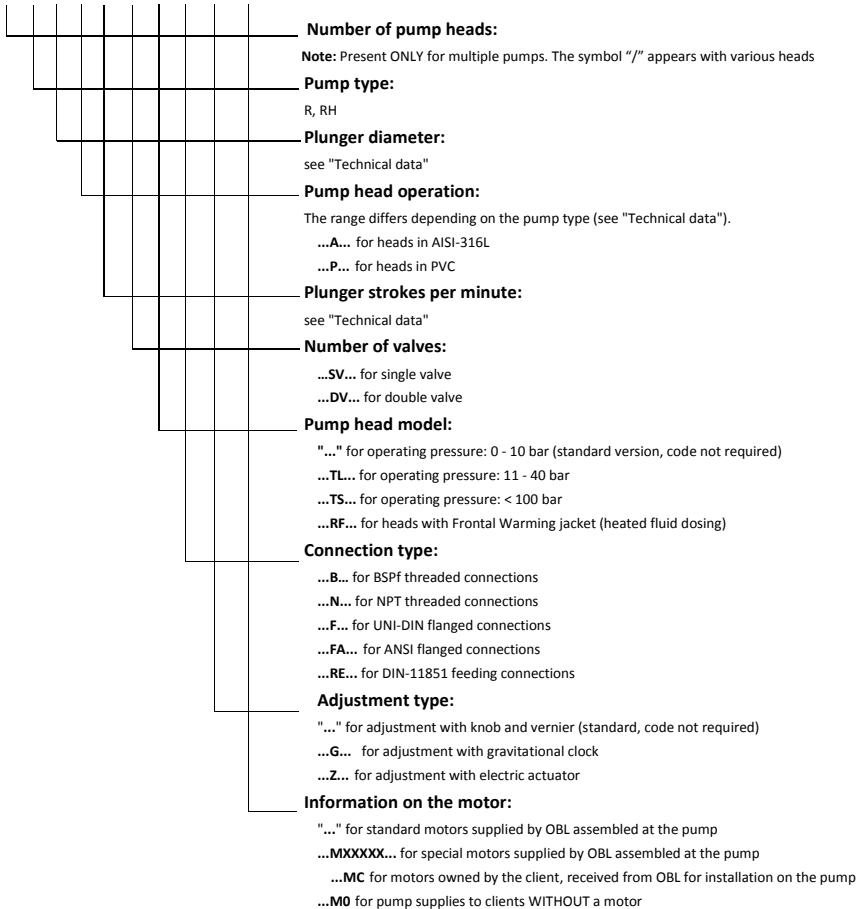 Number of pump heads:
Note: Present ONLY for multiple pumps. The symbol “/” appears with various heads
Pump type:
R, RH
Plunger diameter:
see "Technical data"
Pump head operation:
The range differs depending on the pump type (see "Technical data").
...A... for heads in AISI-316L
...P... for heads in PVC
Plunger strokes per minute:
see "Technical data"
Number of valves:
...SV... for single valve
...DV... for double valve
Pump head model:
"..." for operating pressure: 0 - 10 bar (standard version, code not required)
...TL... for operating pressure: 11 - 40 bar
...TS... for operating pressure: < 100 bar
...RF... for heads with Frontal Warming jacket (heated fluid dosing)
Connection type:
...B... for BSPf threaded connections
...N... for NPT threaded connections
...F... for UNI-DIN flanged connections
...FA... for ANSI flanged connections
...RE... for DIN-11851 feeding connections
Adjustment type:
"..." for adjustment with knob and vernier (standard, code not required)
...G... for adjustment with gravitational clock
...Z... for adjustment with electric actuator
Information on the motor:
"..." for standard motors supplied by OBL assembled at the pump
...MXXXXX... for special motors supplied by OBL assembled at the pump
...MC for motors owned by the client, received from OBL for installation on the pump
...M0 for pump supplies to clients WITHOUT a motor